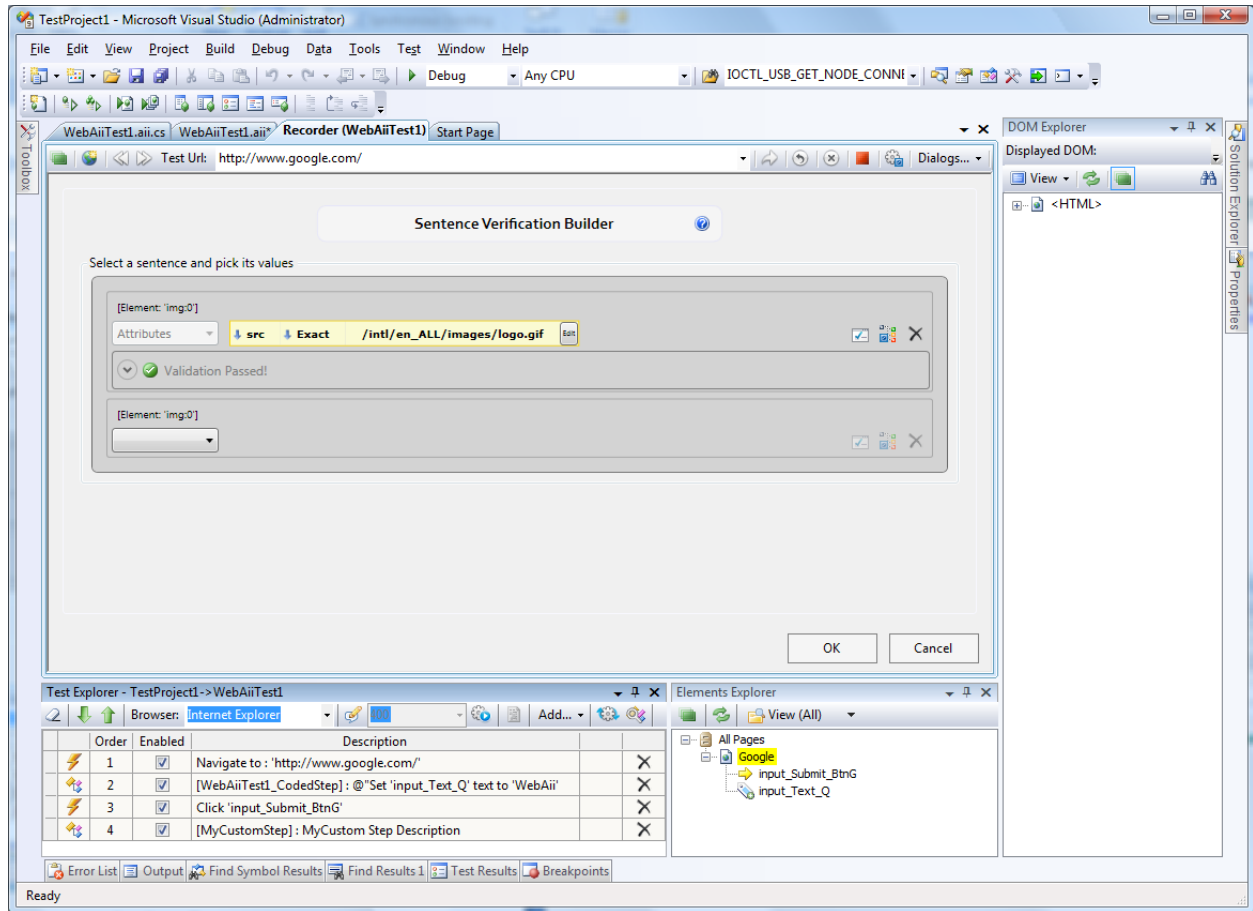 TestProject1 - Microsoft Visual Studio (Administrator)
File Edit View Project Build Debug Data Tools Test Window Help
Debug Any CPU IOCTL_USB_GET_NODE_CONNE
WebAiiTest1.aii.cs WebAiiTest1.aii* Recorder (WebAiiTest1) Start Page
Toolbox
Test Url: http://www.google.com/ Dialogs...
Sentence Verification Builder
Select a sentence and pick its values
[Element: 'img:0']
Attributes src Exact /intl/en_ALL/images/logo.gif Edit
Validation Passed!
[Element: 'img:0']
OK Cancel
DOM Explorer
Displayed DOM:
View
<HTML>
Solution Explorer
Properties
Test Explorer - TestProject1->WebAiiTest1
Browser: Internet Explorer Add...
Order Enabled Description
1 Navigate to : 'http://www.google.com/'
2 [WebAiiTest1_CodedStep] : @"Set 'input_Text_Q' text to 'WebAii'
3 Click 'input_Submit_BtnG'
4 [MyCustomStep] : MyCustom Step Description
Elements Explorer
View (All)
All Pages
Google
input_Submit_BtnG
input_Text_Q
Error List Output Find Symbol Results Find Results 1 Test Results Breakpoints
Ready